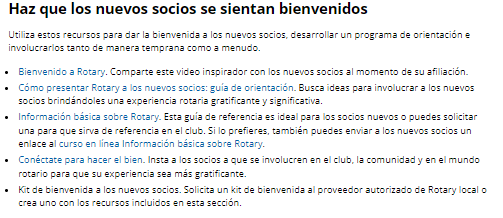 Haz que los nuevos socios se sientan bienvenidos
Utiliza estos recursos para dar la bienvenida a los nuevos socios, desarrollar un programa de orientación e
involucrarlos tanto de manera temprana como a menudo.
• Bienvenido a Rotary. Comparte este video inspirador con los nuevos socios al momento de su afiliación.
• Cómo presentar Rotary a los nuevos socios: guía de orientación. Busca ideas para involucrar a los nuevos
socios brindándoles una experiencia rotaria gratificante y significativa.
• Información básica sobre Rotary. Esta guía de referencia es ideal para los socios nuevos o puedes solicitar
una para que sirva de referencia en el club. Si lo prefieres, también puedes enviar a los nuevos socios un
enlace al curso en línea Información básica sobre Rotary.
• Conéctate para hacer el bien. Insta a los socios a que se involucren en el club, la comunidad y en el mundo
rotario para que su experiencia sea más gratificante.
• Kit de bienvenida a los nuevos socios. Solicita un kit de bienvenida al proveedor autorizado de Rotary local o
crea uno con los recursos incluidos en esta sección.